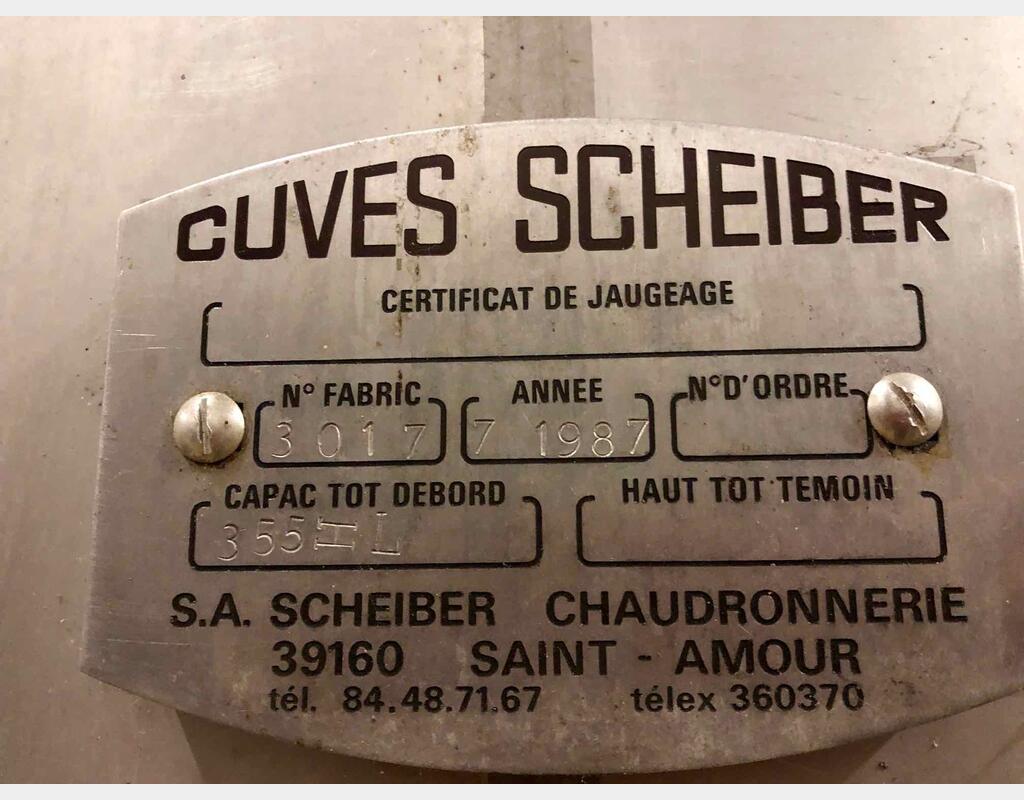 CUVES SCHEIBER
CERTIFICAT DE JAUGEAGE
N° FABRIC ANNEE N° D'ORDRE
3017 7 1987
CAPAC TOT DEBORD HAUT TOT TEMOIN
355HL
S.A. SCHEIBER CHAUDRONNERIE
39160 SAINT - AMOUR
tél. 84.48.71.67 télex 360370